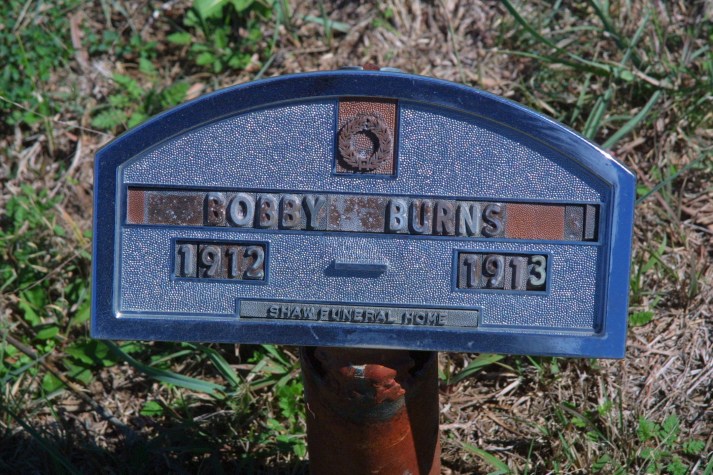 BOBBY BURNS
1912 - 1913
SHAW FUNERAL HOME